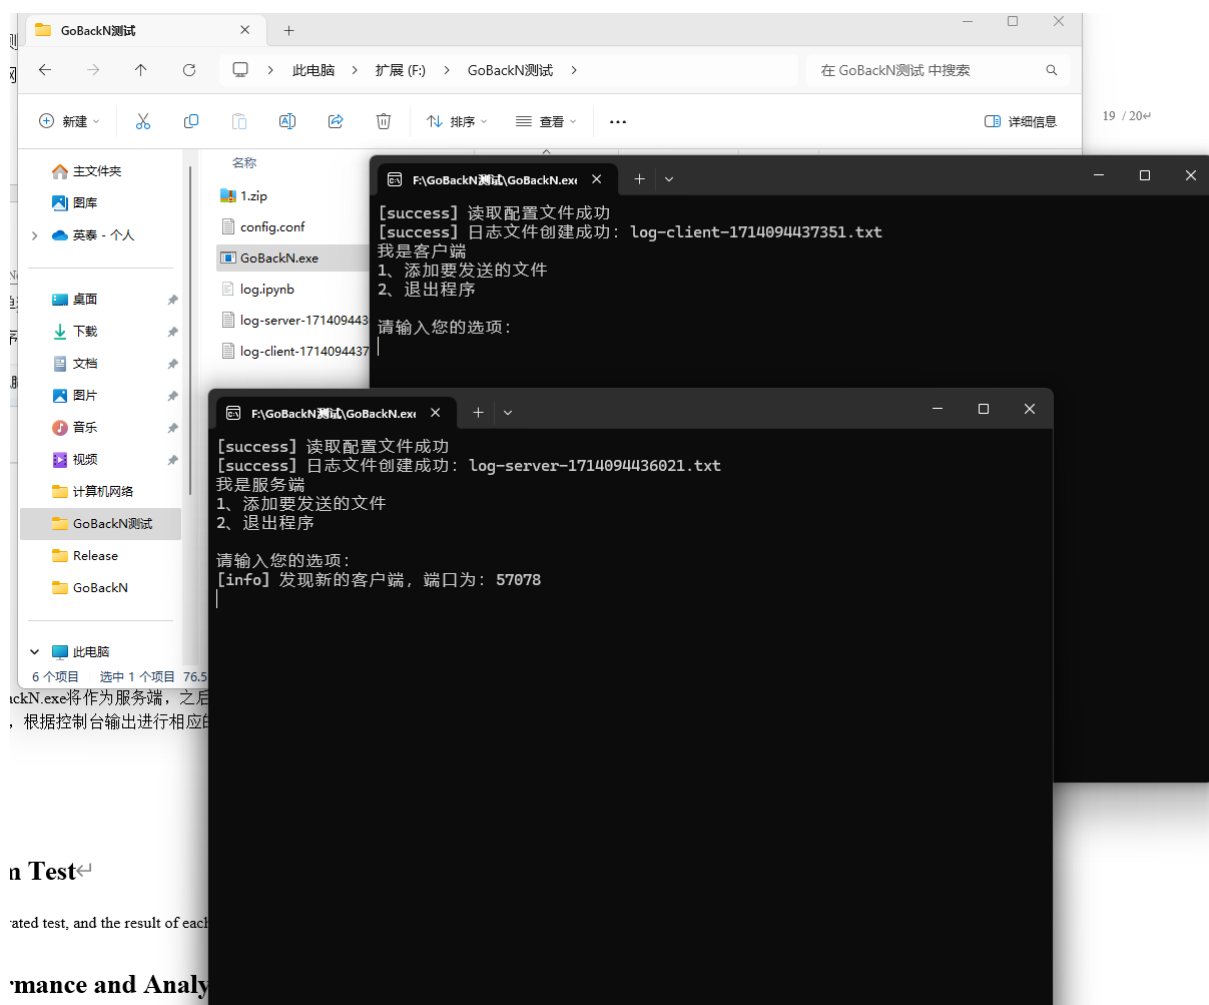 GoBackN测试
此电脑 > 扩展 (F:) > GoBackN测试 >
在 GoBackN测试 中搜索
新建
排序
查看
详细信息
19 / 20
主文件夹
图库
英泰 - 个人
桌面
下载
文档
图片
音乐
视频
计算机网络
GoBackN测试
Release
GoBackN
此电脑
6 个项目 选中 1 个项目 76.5
名称
1.zip
config.conf
GoBackN.exe
log.ipynb
log-server-171409443
log-client-1714094437
F:\GoBackN测试\GoBackN.exe
[success] 读取配置文件成功
[success] 日志文件创建成功: log-client-1714094437351.txt
我是客户端
1、添加要发送的文件
2、退出程序
请输入您的选项:
F:\GoBackN测试\GoBackN.exe
[success] 读取配置文件成功
[success] 日志文件创建成功: log-server-1714094436021.txt
我是服务端
1、添加要发送的文件
2、退出程序
请输入您的选项:
[info] 发现新的客户端, 端口为: 57078
ackN.exe将作为服务端，之后
，根据控制台输出进行相应的
m Test
rated test, and the result of each
rmance and Analy